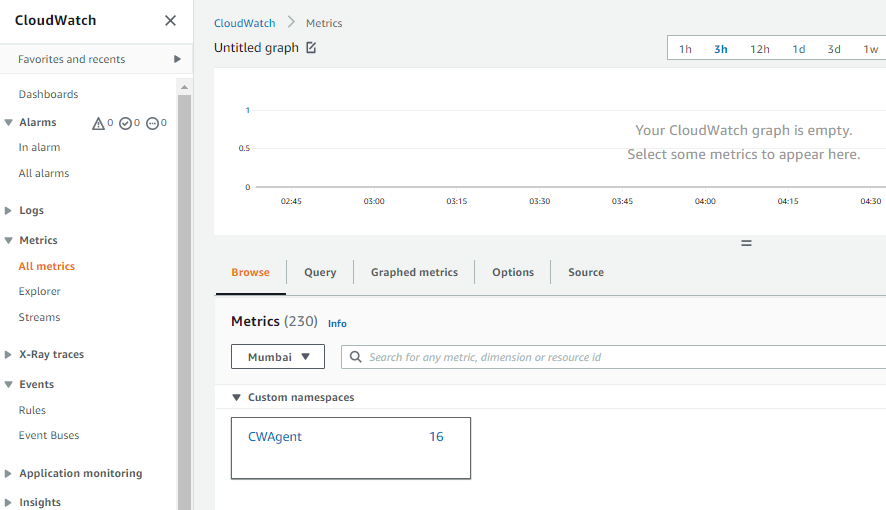 CloudWatch
Favorites and recents
Dashboards
Alarms 0 0 0
In alarm
All alarms
Logs
Metrics
All metrics
Explorer
Streams
X-Ray traces
Events
Rules
Event Buses
Application monitoring
Insights
CloudWatch Metrics
Untitled graph
1h 3h 12h 1d 3d 1w
1
0.5
0
Your CloudWatch graph is empty.
Select some metrics to appear here.
02:45 03:00 03:15 03:30 03:45 04:00 04:15 04:30
Browse Query Graphed metrics Options Source
Metrics (230) Info
Mumbai Search for any metric, dimension or resource id
Custom namespaces
CWAgent 16